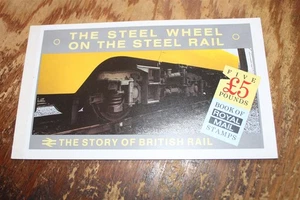 THE STEEL WHEEL
ON THE STEEL RAIL
FIVE
£5
POUNDS
BOOK OF
ROYAL
MAIL
STAMPS
THE STORY OF BRITISH RAIL